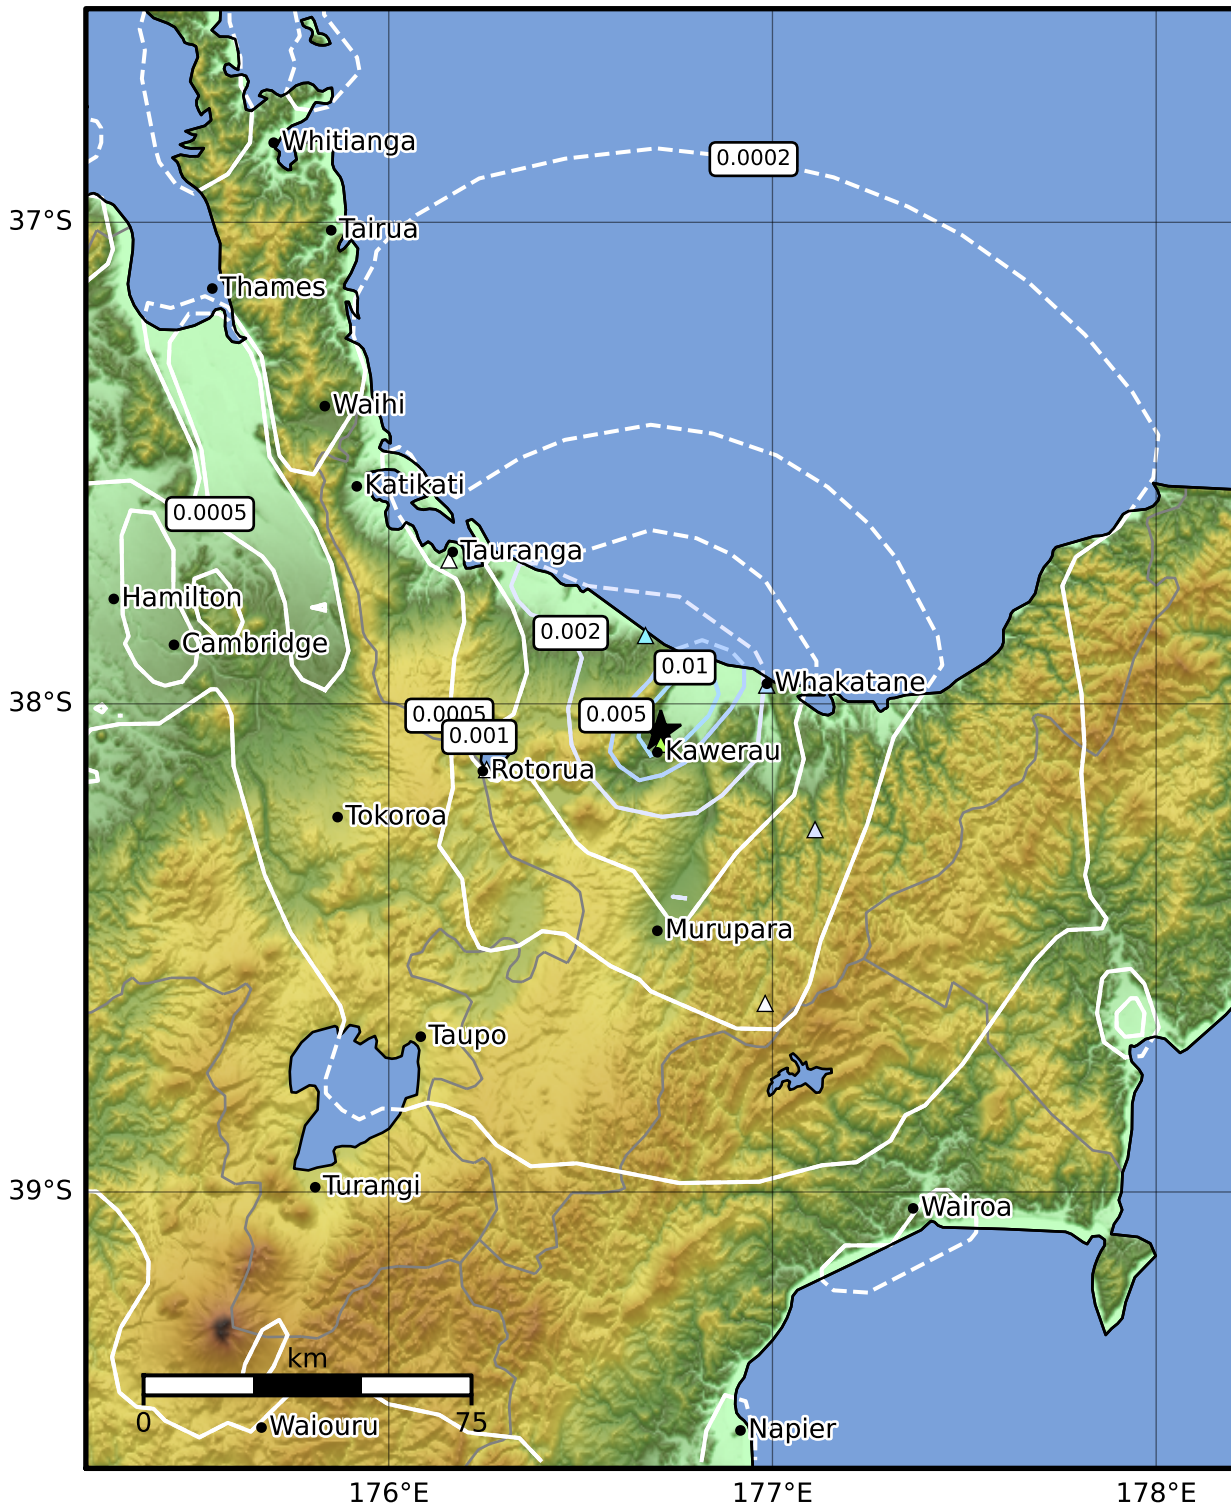 Whitianga
0.0002
37°S
Tairua
Thames
Waihi
Katikati
0.0005
Tauranga
Hamilton
0.002
Cambridge
0.01
Whakatane
38°S
0.0005
0.005
0.001
Kawerau
Rotorua
Tokoroa
Murupara
Taupo
Turangi
39°S
Wairoa
km
0
75
Waiouru
Napier
176°E
177°E
178°E